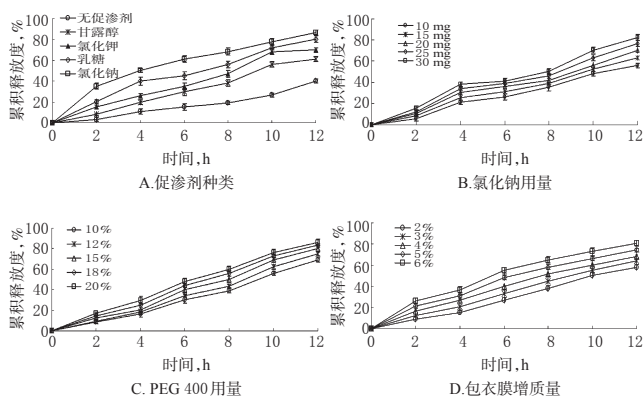 100
80
60
40
20
0
累积释放度, %
无促渗剂
甘露醇
氯化钾
乳糖
氯化钠
0 2 4 6 8 10 12
时间,h
A.促渗剂种类
100
80
60
40
20
0
累积释放度, %
10 mg
15 mg
20 mg
25 mg
30 mg
0 2 4 6 8 10 12
时间,h
B.氯化钠用量
100
80
60
40
20
0
累积释放度, %
10%
12%
15%
18%
20%
0 2 4 6 8 10 12
时间,h
C. PEG 400用量
100
80
60
40
20
0
累积释放度, %
2%
3%
4%
5%
6%
0 2 4 6 8 10 12
时间,h
D.包衣膜增质量